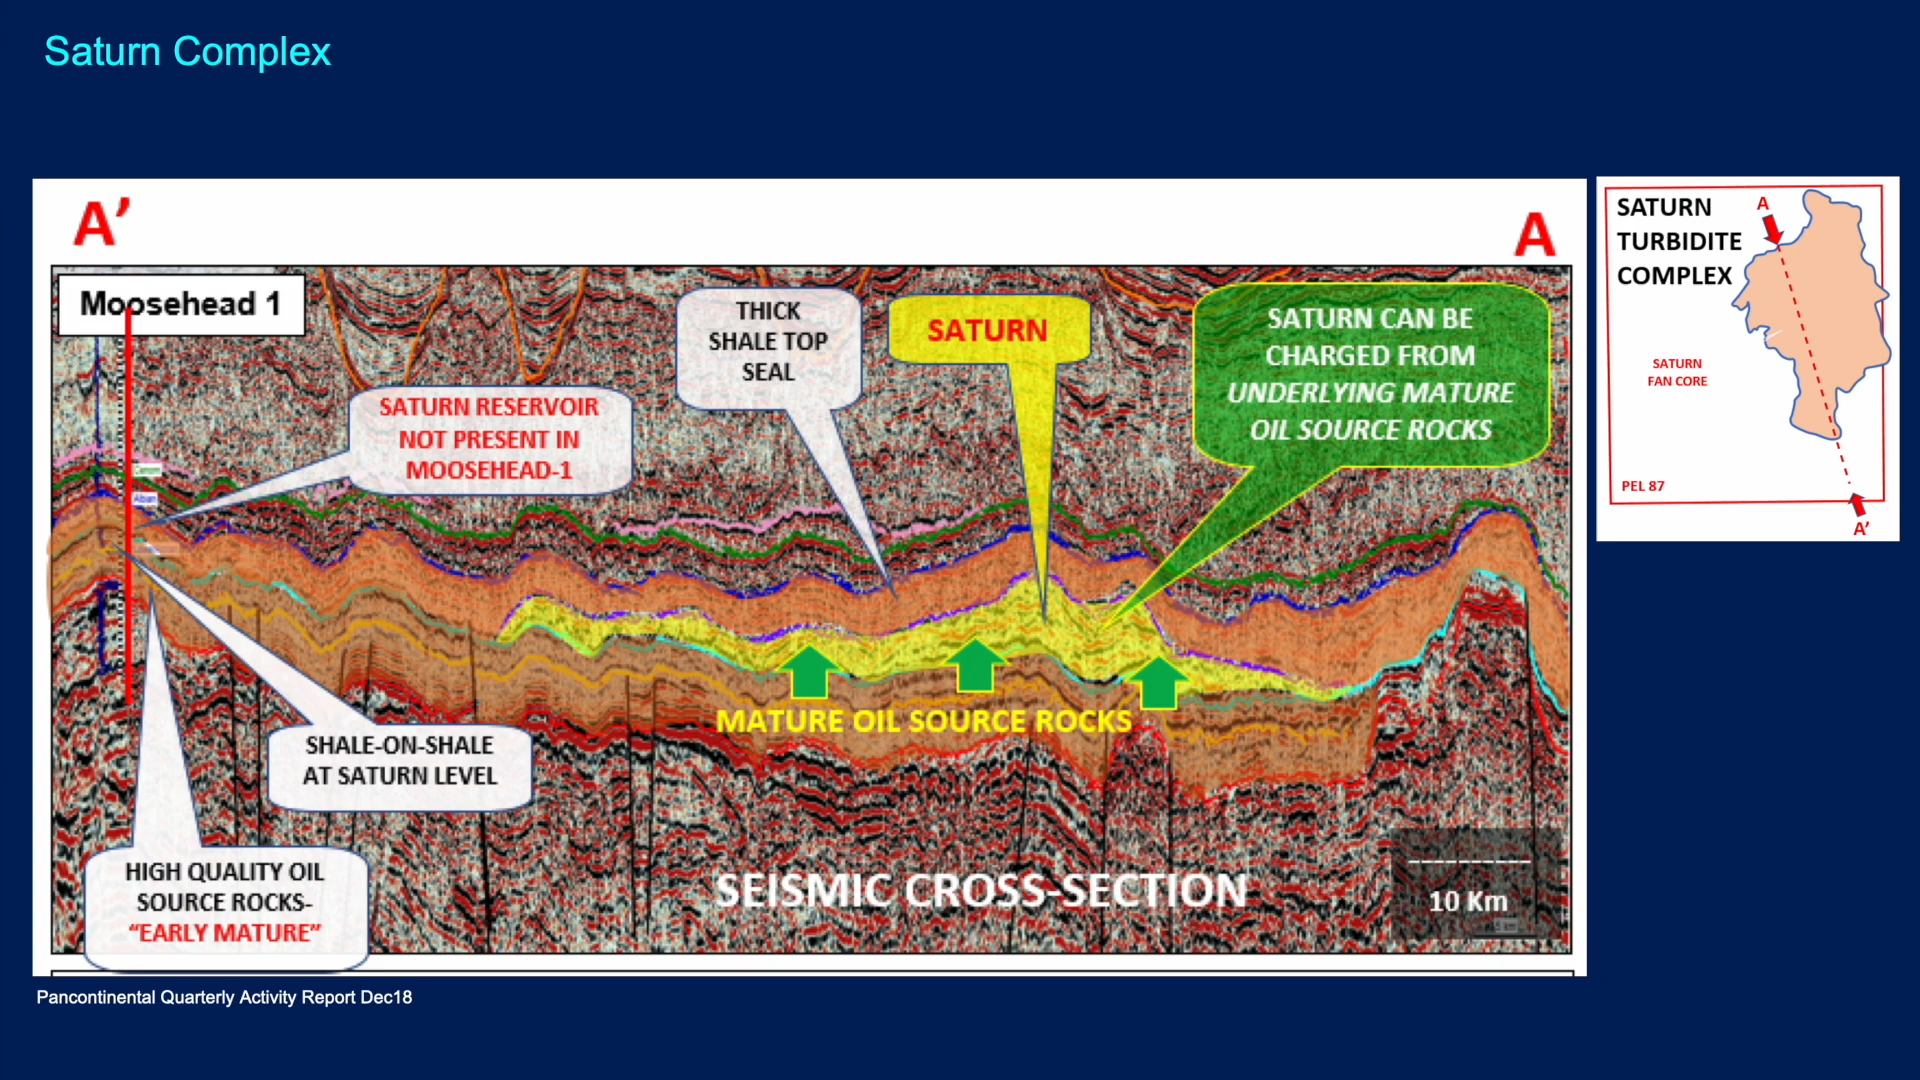 Saturn Complex
A’
A
Moosehead 1
THICK
SHALE TOP
SEAL
SATURN
SATURN CAN BE
CHARGED FROM
UNDERLYING MATURE
OIL SOURCE ROCKS
SATURN RESERVOIR
NOT PRESENT IN
MOOSEHEAD-1
Cenom
Albian
MATURE OIL SOURCE ROCKS
SHALE-ON-SHALE
AT SATURN LEVEL
HIGH QUALITY OIL
SOURCE ROCKS-
“EARLY MATURE”
SEISMIC CROSS-SECTION
10 Km
SATURN
TURBIDITE
COMPLEX
A
SATURN
FAN CORE
PEL 87
A’
Pancontinental Quarterly Activity Report Dec18